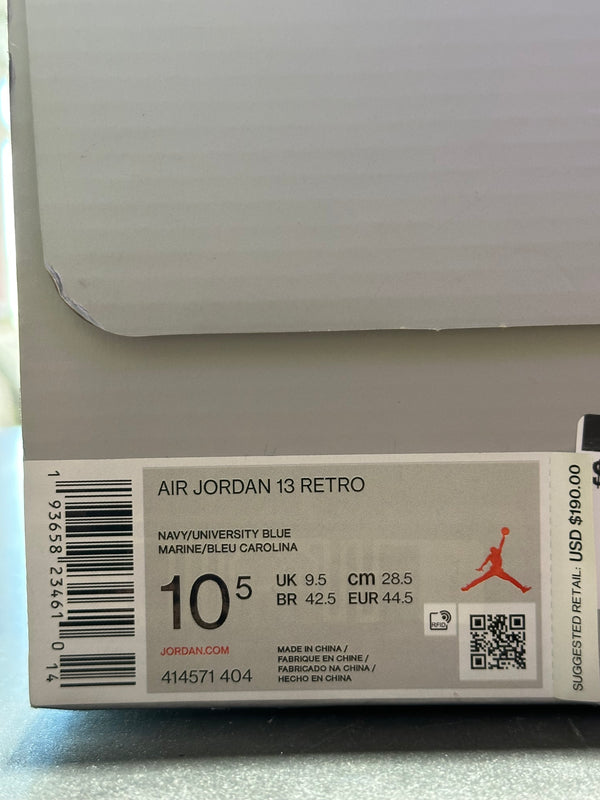 AIR JORDAN 13 RETRO
NAVY/UNIVERSITY BLUE
MARINE/BLEU CAROLINA
10 5
UK 9.5 cm 28.5
BR 42.5 EUR 44.5
RFID
JORDAN.COM
414571 404
MADE IN CHINA /
FABRIQUE EN CHINE /
FABRICADO NA CHINA /
HECHO EN CHINA
1 93658 23461 0 14
SUGGESTED RETAIL: USD $190.00
$